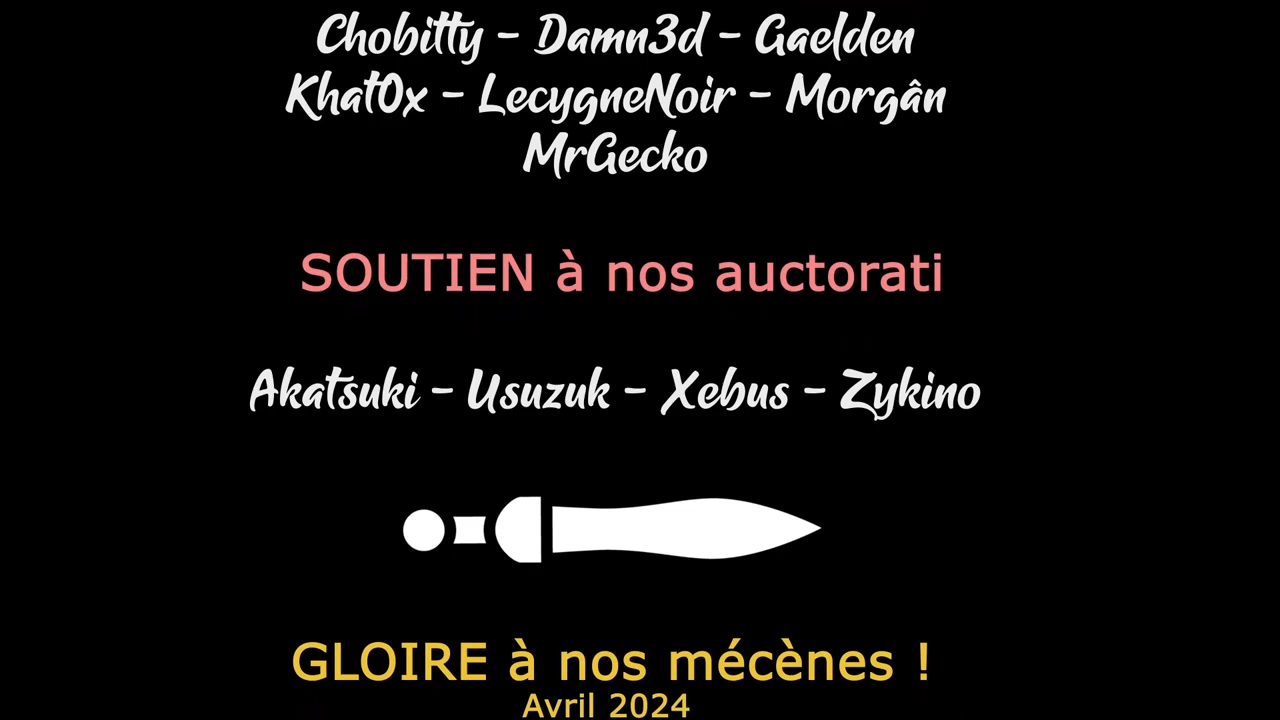 Chobitty - Damn3d - Gaelden
Khat0x - LecygneNoir - Morgân
MrGecko
SOUTIEN à nos auctorati
Akatsuki - Usuzuk - Xebus - Zykino
GLOIRE à nos mécènes !
Avril 2024